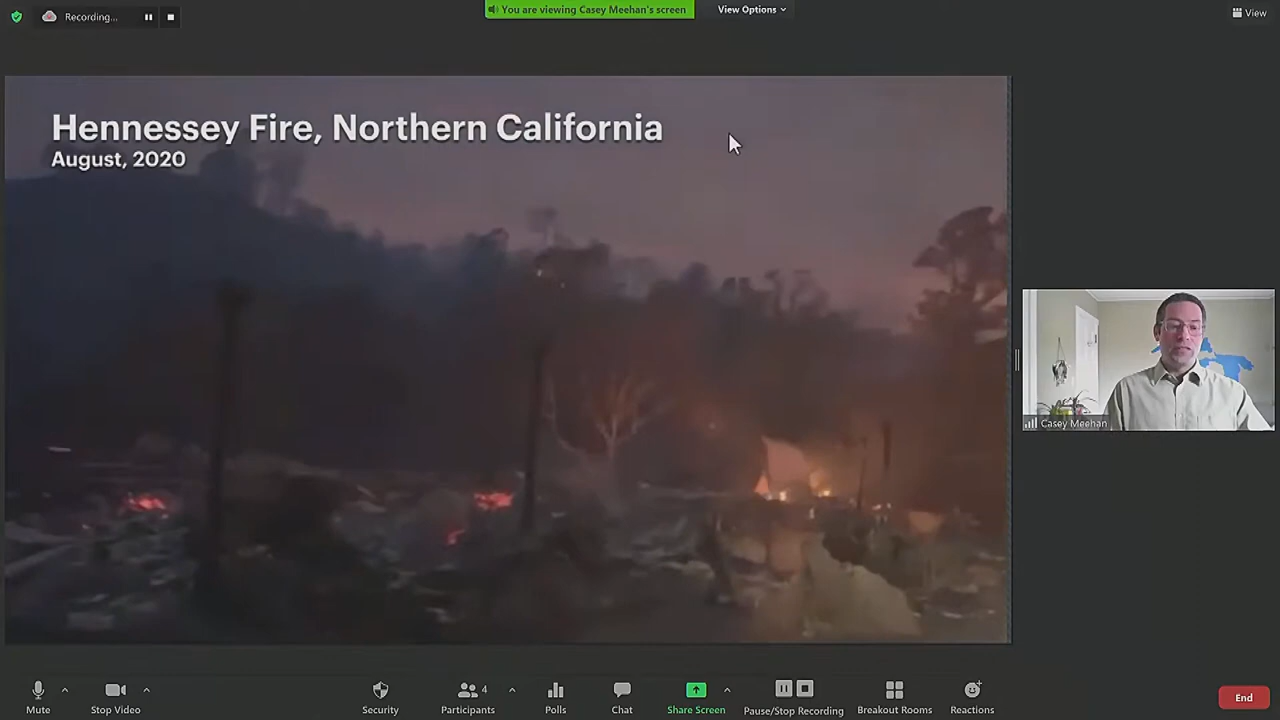 Recording...
You are viewing Casey Meehan's screen
View Options
View
Hennessey Fire, Northern California
August, 2020
Casey Meehan
Mute
Stop Video
Security
Participants
4
Polls
Chat
Share Screen
Pause/Stop Recording
Breakout Rooms
Reactions
End